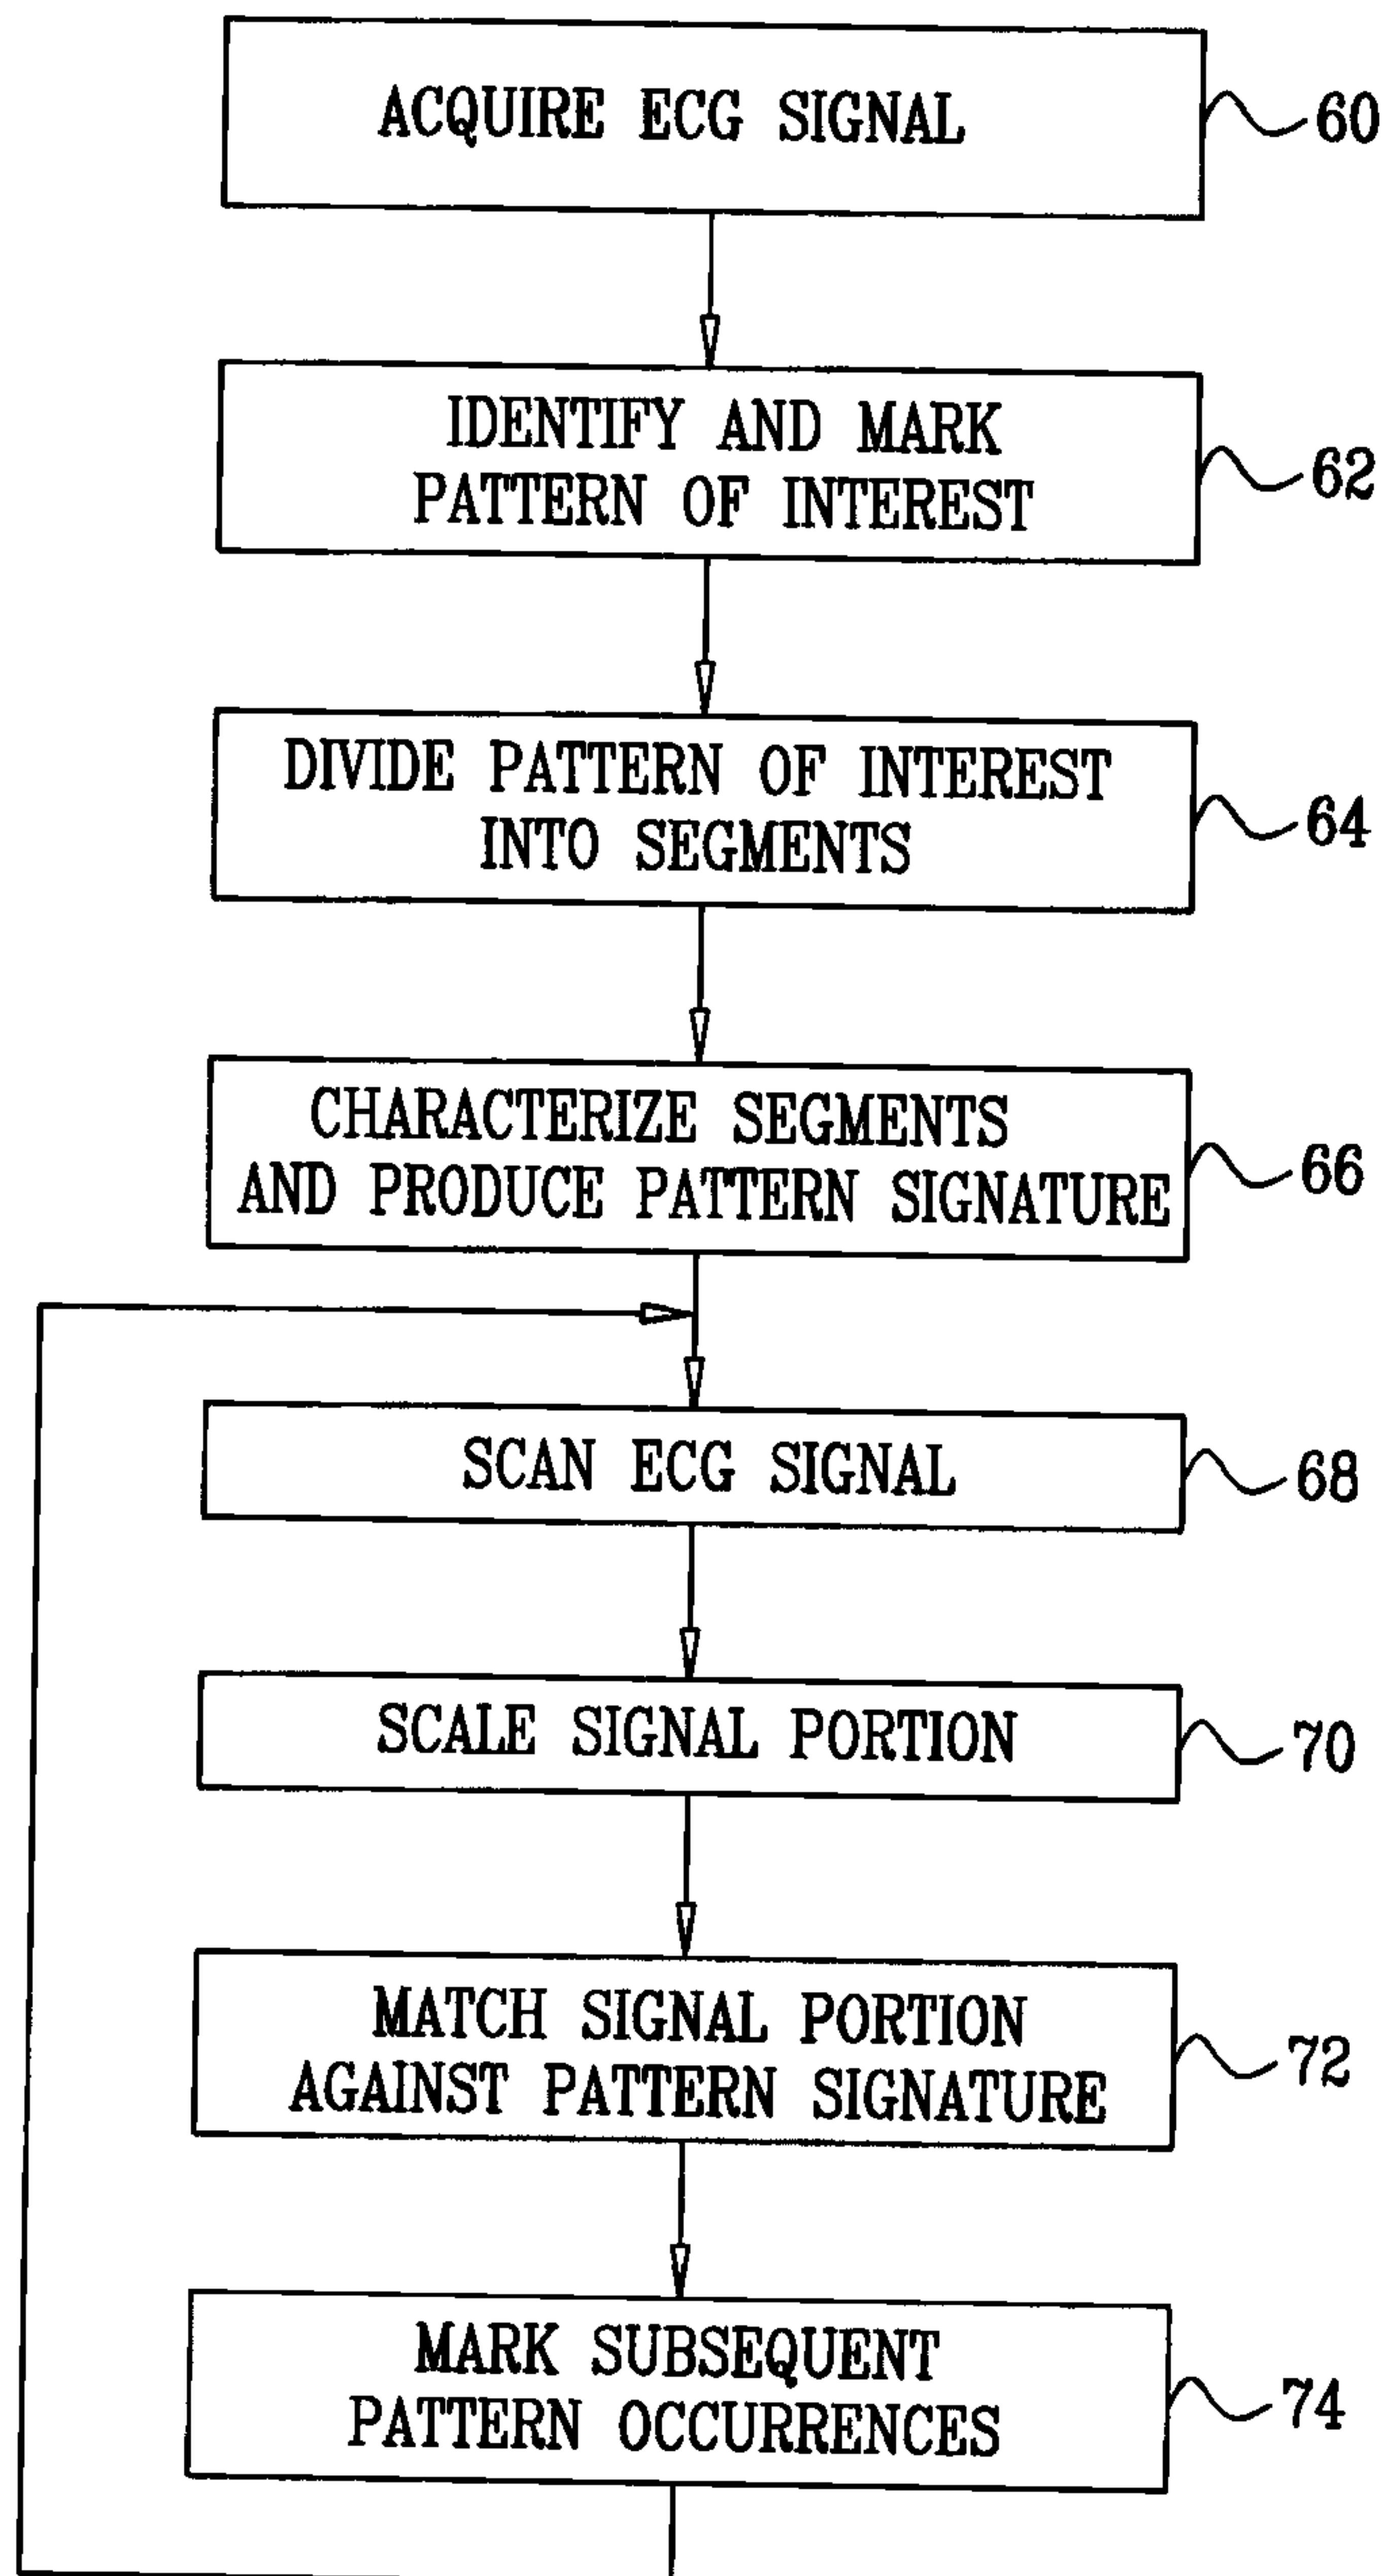 ACQUIRE ECG SIGNAL
60
IDENTIFY AND MARK
PATTERN OF INTEREST
62
DIVIDE PATTERN OF INTEREST
INTO SEGMENTS
64
CHARACTERIZE SEGMENTS
AND PRODUCE PATTERN SIGNATURE
66
SCAN ECG SIGNAL
68
SCALE SIGNAL PORTION
70
MATCH SIGNAL PORTION
AGAINST PATTERN SIGNATURE
72
MARK SUBSEQUENT
PATTERN OCCURRENCES
74